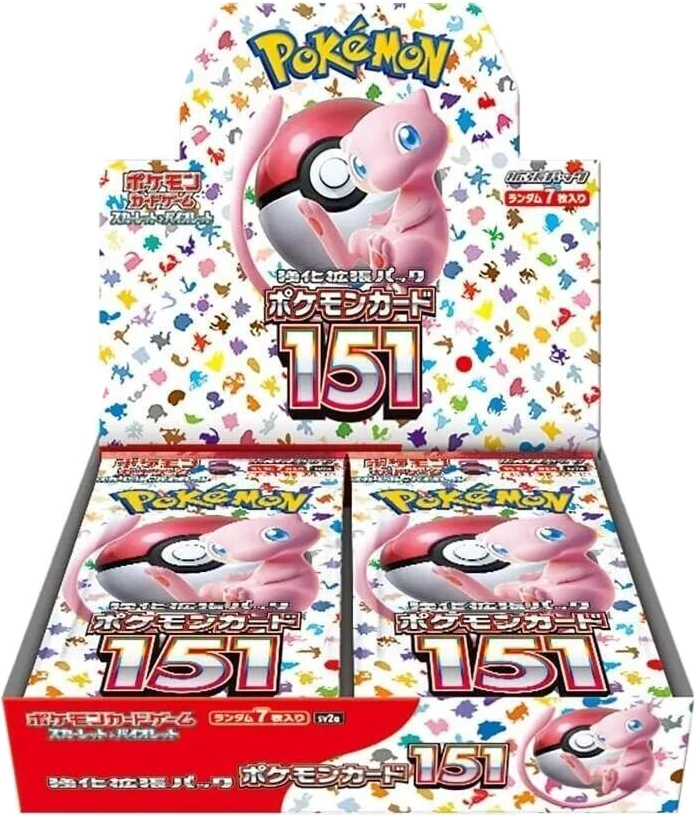 POKÉMON
ポケモン
カードゲーム
スカーレット&バイオレット
拡張パック
ランダム7枚入り
強化拡張パック
ポケモンカード
151
POKÉMON
強化拡張パック
ポケモンカード
151
POKÉMON
強化拡張パック
ポケモンカード
151
ポケモンカードゲーム
スカーレット&バイオレット
ランダム7枚入り
sv2a
強化拡張パック ポケモンカード 151